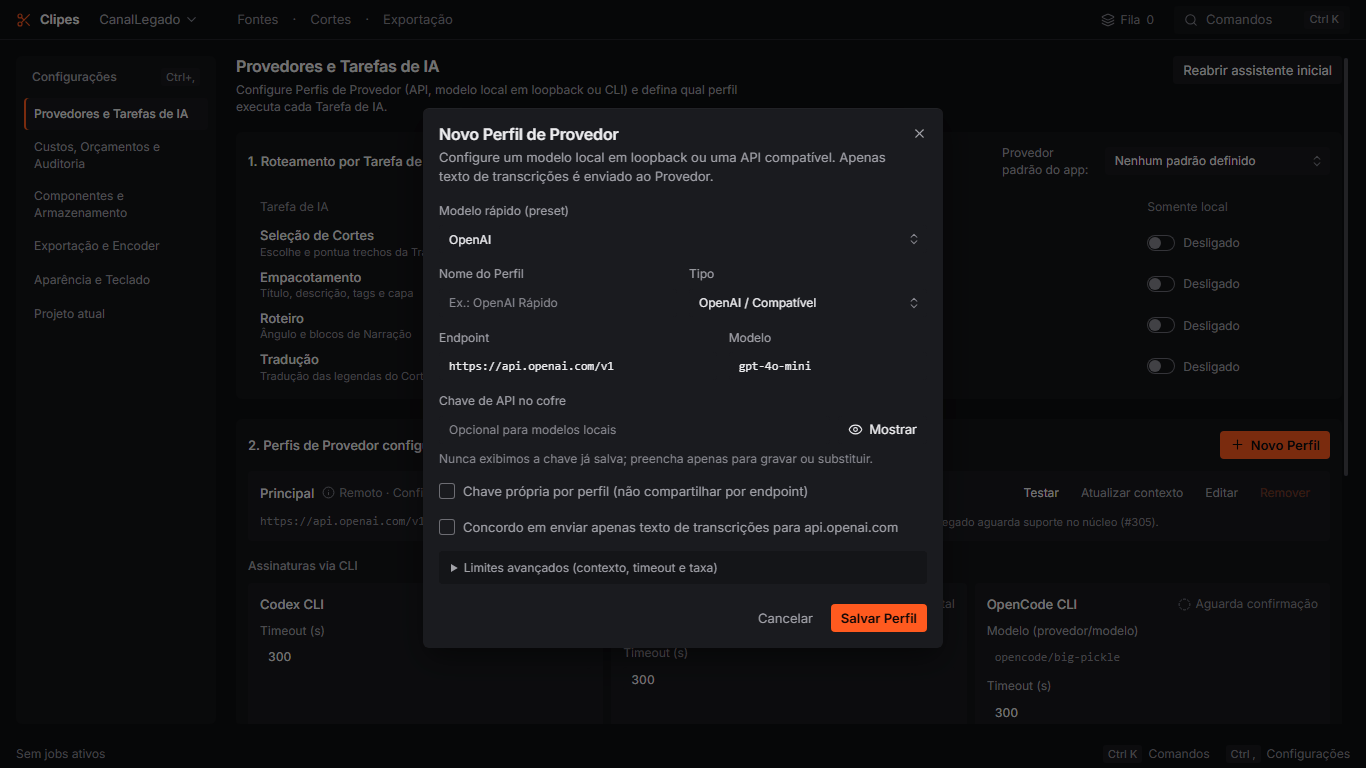 Clipes CanalLegado Fontes · Cortes · Exportação Fila 0 Comandos Ctrl K
Configurações Ctrl+,
Provedores e Tarefas de IA
Custos, Orçamentos e
Auditoria
Componentes e
Armazenamento
Exportação e Encoder
Aparência e Teclado
Projeto atual
Provedores e Tarefas de IA
Configure Perfis de Provedor (API, modelo local em loopback ou CLI) e defina qual perfil
executa cada Tarefa de IA.
Reabrir assistente inicial
1. Roteamento por Tarefa de
Provedor
padrão do app:
Nenhum padrão definido
Tarefa de IA
Somente local
Seleção de Cortes
Escolhe e pontua trechos da
Desligado
Empacotamento
Título, descrição, tags e capa
Desligado
Roteiro
Ângulo e blocos de Narração
Desligado
Tradução
Tradução das legendas do
Desligado
2. Perfis de Provedor
+ Novo Perfil
Principal Remoto ·
Testar Atualizar contexto Editar Remover
https://api.openai.com/v1
aguarda suporte no núcleo (#305).
Assinaturas via CLI
Codex CLI
Timeout (s)
300
Timeout (s)
300
OpenCode CLI Aguarda confirmação
Modelo (provedor/modelo)
opencode/big-pickle
Timeout (s)
300
Novo Perfil de Provedor
Configure um modelo local em loopback ou uma API compatível. Apenas
texto de transcrições é enviado ao Provedor.
Modelo rápido (preset)
OpenAI
Nome do Perfil Tipo
Ex.: OpenAI Rápido OpenAI / Compatível
Endpoint Modelo
https://api.openai.com/v1 gpt-4o-mini
Chave de API no cofre
Opcional para modelos locais Mostrar
Nunca exibimos a chave já salva; preencha apenas para gravar ou substituir.
Chave própria por perfil (não compartilhar por endpoint)
Concordo em enviar apenas texto de transcrições para api.openai.com
Limites avançados (contexto, timeout e taxa)
Cancelar Salvar Perfil
Sem jobs ativos
Ctrl K Comandos Ctrl , Configurações